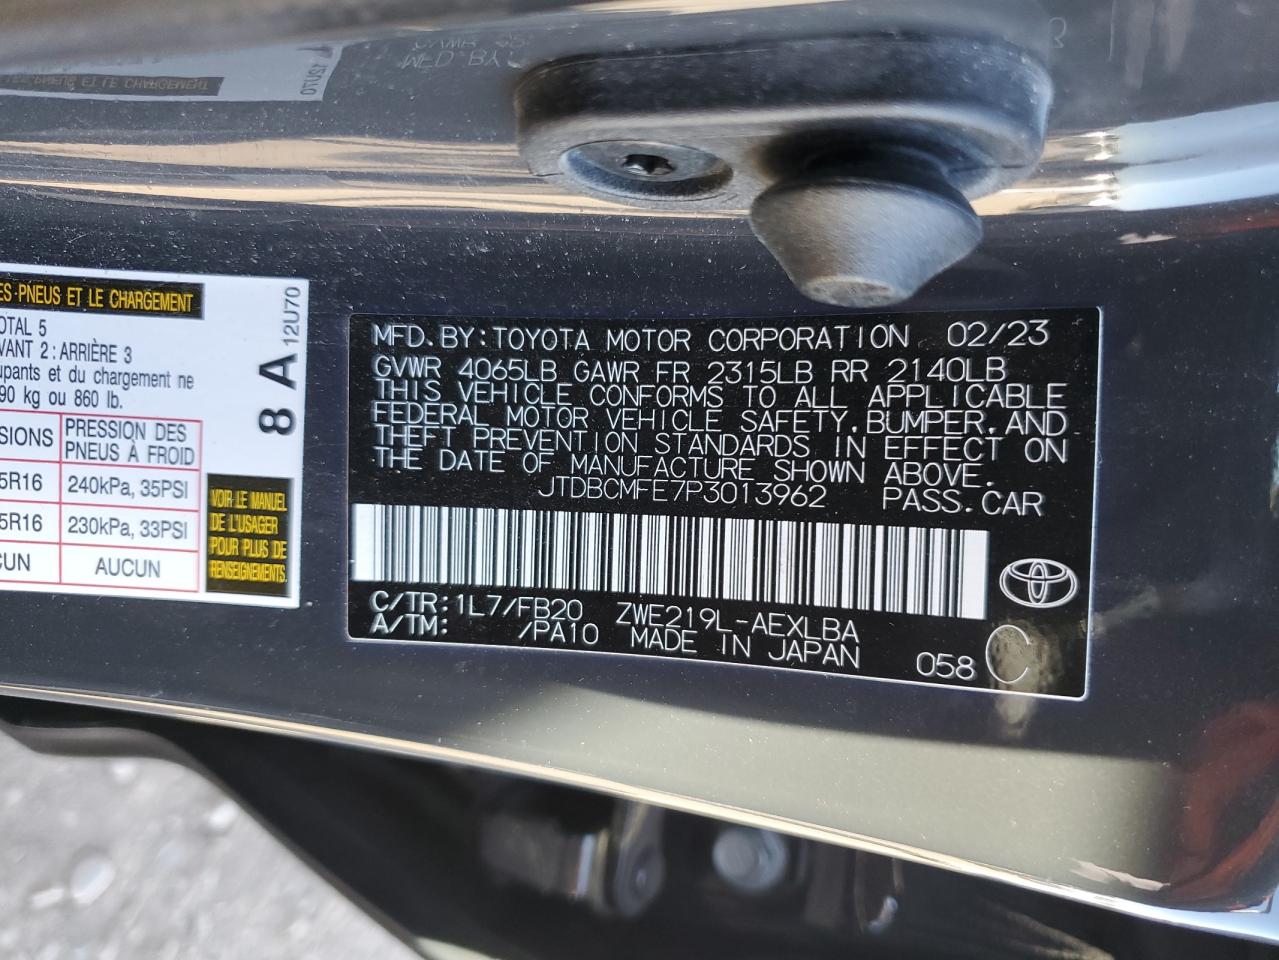 ES PNEUS ET LE CHARGEMENT
OTAL 5
VANT 2 : ARRIÈRE 3
upants et du chargement ne
90 kg ou 860 lb.
SIONS PRESSION DES PNEUS À FROID
5R16 240kPa, 35PSI
5R16 230kPa, 33PSI
CUN AUCUN
8 A
12U70
VOIR LE MANUEL
DE L'USAGER
POUR PLUS DE
RENSEIGNEMENTS.
MFD. BY: TOYOTA MOTOR CORPORATION 02/23
GVWR 4065LB GAWR FR 2315LB RR 2140LB
THIS VEHICLE CONFORMS TO ALL APPLICABLE
FEDERAL MOTOR VEHICLE SAFETY, BUMPER, AND
THEFT PREVENTION STANDARDS IN EFFECT ON
THE DATE OF MANUFACTURE SHOWN ABOVE.
JTDBCMFE7P3013962 PASS. CAR
C/TR: 1L7/FB20 ZWE219L-AEXLBA
A/TM: /PA10 MADE IN JAPAN
058 C